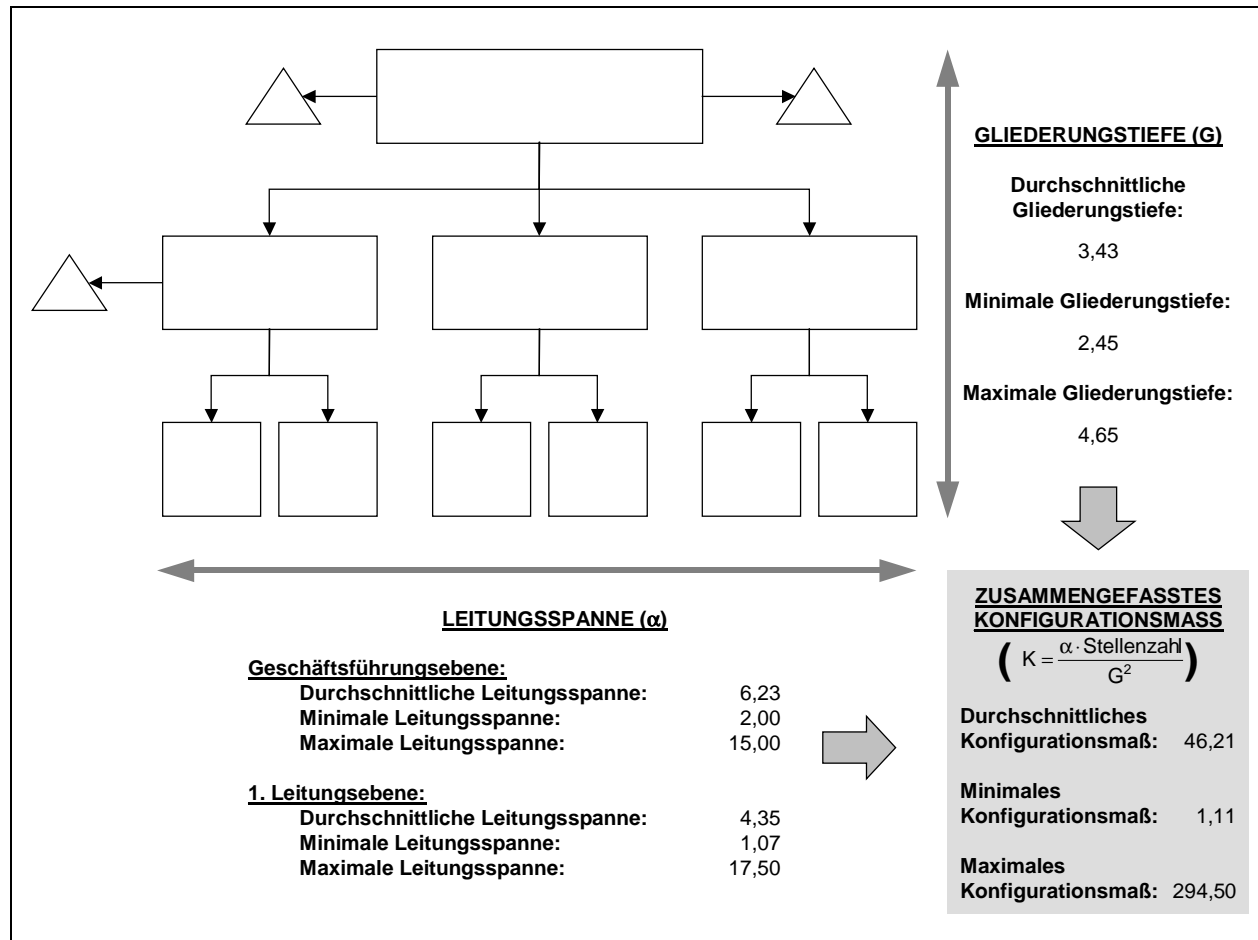 GLIEDERUNGSTIEFE (G)
Durchschnittliche
Gliederungstiefe:
3,43
Minimale Gliederungstiefe:
2,45
Maximale Gliederungstiefe:
4,65
LEITUNGSSPANNE (α)
Geschäftsführungsebene:
Durchschnittliche Leitungsspanne: 6,23
Minimale Leitungsspanne: 2,00
Maximale Leitungsspanne: 15,00
1. Leitungsebene:
Durchschnittliche Leitungsspanne: 4,35
Minimale Leitungsspanne: 1,07
Maximale Leitungsspanne: 17,50
ZUSAMMENGEFASSTES
KONFIGURATIONSMASS
( K = α · Stellenzahl / G² )
Durchschnittliches
Konfigurationsmaß: 46,21
Minimales
Konfigurationsmaß: 1,11
Maximales
Konfigurationsmaß: 294,50